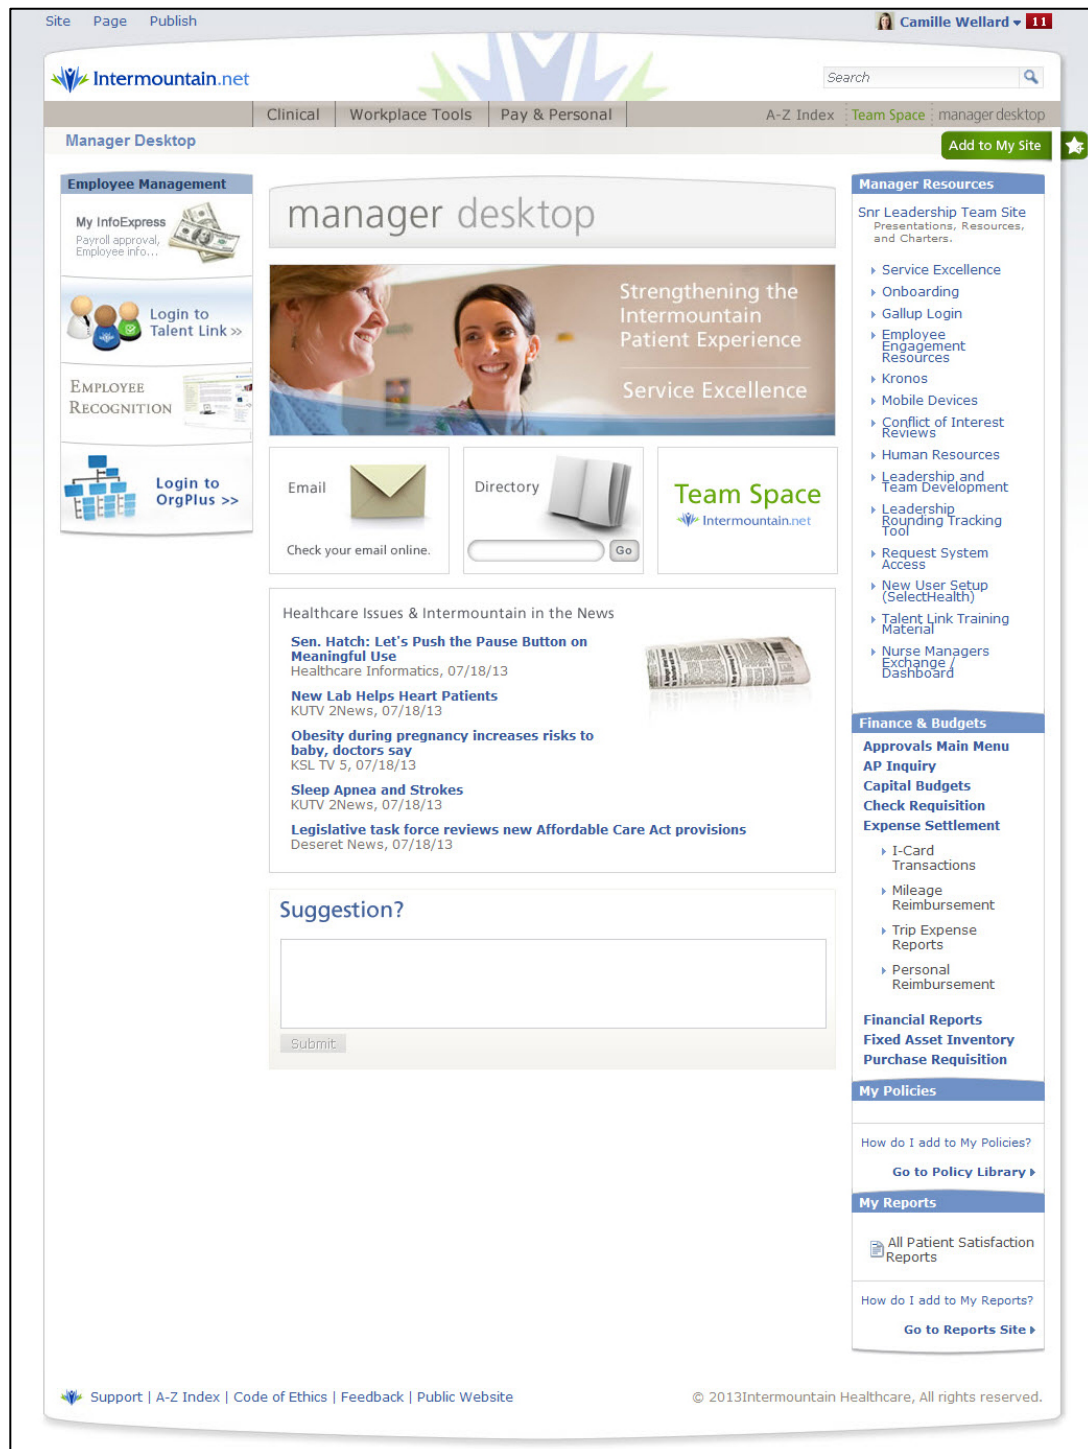 Site Page Publish
Camille Wellard 11
Intermountain.net
Search
Clinical Workplace Tools Pay & Personal
A-Z Index Team Space manager desktop
Manager Desktop
Add to My Site
Employee Management
My InfoExpress
Payroll approval,
Employee info...
Login to
Talent Link >>
EMPLOYEE
RECOGNITION
Login to
OrgPlus >>
manager desktop
Strengthening the
Intermountain
Patient Experience
Service Excellence
Email
Check your email online.
Directory
Go
Team Space
Intermountain.net
Healthcare Issues & Intermountain in the News
Sen. Hatch: Let's Push the Pause Button on
Meaningful Use
Healthcare Informatics, 07/18/13
New Lab Helps Heart Patients
KUTV 2News, 07/18/13
Obesity during pregnancy increases risks to
baby, doctors say
KSL TV 5, 07/18/13
Sleep Apnea and Strokes
KUTV 2News, 07/18/13
Legislative task force reviews new Affordable Care Act provisions
Deseret News, 07/18/13
Suggestion?
Submit
Manager Resources
Snr Leadership Team Site
Presentations, Resources,
and Charters.
Service Excellence
Onboarding
Gallup Login
Employee
Engagement
Resources
Kronos
Mobile Devices
Conflict of Interest
Reviews
Human Resources
Leadership and
Team Development
Leadership
Rounding Tracking
Tool
Request System
Access
New User Setup
(SelectHealth)
Talent Link Training
Material
Nurse Managers
Exchange /
Dashboard
Finance & Budgets
Approvals Main Menu
AP Inquiry
Capital Budgets
Check Requisition
Expense Settlement
I-Card
Transactions
Mileage
Reimbursement
Trip Expense
Reports
Personal
Reimbursement
Financial Reports
Fixed Asset Inventory
Purchase Requisition
My Policies
How do I add to My Policies?
Go to Policy Library
My Reports
All Patient Satisfaction
Reports
How do I add to My Reports?
Go to Reports Site
Support | A-Z Index | Code of Ethics | Feedback | Public Website
© 2013Intermountain Healthcare, All rights reserved.